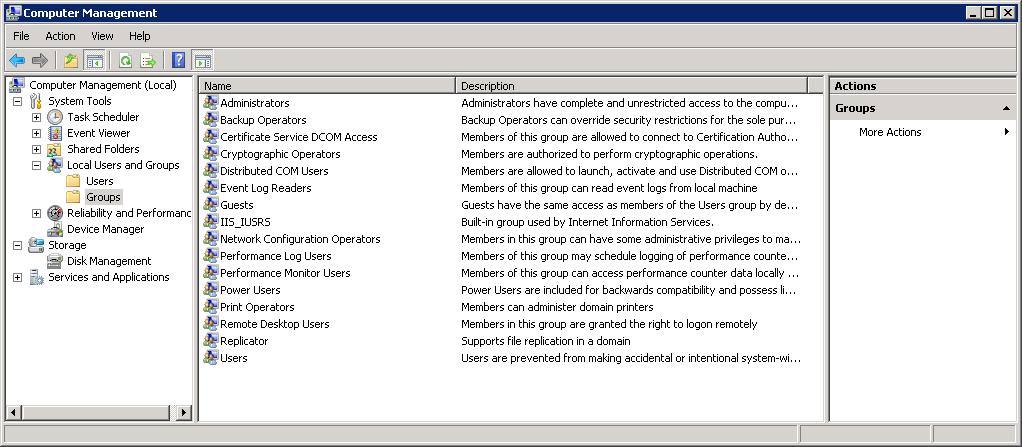 Computer Management
File Action View Help
Computer Management (Local)
System Tools
Task Scheduler
Event Viewer
Shared Folders
Local Users and Groups
Users
Groups
Reliability and Performanc
Device Manager
Storage
Disk Management
Services and Applications
Name Description
Administrators Administrators have complete and unrestricted access to the compu...
Backup Operators Backup Operators can override security restrictions for the sole pur...
Certificate Service DCOM Access Members of this group are allowed to connect to Certification Autho...
Cryptographic Operators Members are authorized to perform cryptographic operations.
Distributed COM Users Members are allowed to launch, activate and use Distributed COM o...
Event Log Readers Members of this group can read event logs from local machine
Guests Guests have the same access as members of the Users group by de...
IIS_IUSRS Built-in group used by Internet Information Services.
Network Configuration Operators Members in this group can have some administrative privileges to ma...
Performance Log Users Members of this group may schedule logging of performance counte...
Performance Monitor Users Members of this group can access performance counter data locally ...
Power Users Power Users are included for backwards compatibility and possess li...
Print Operators Members can administer domain printers
Remote Desktop Users Members in this group are granted the right to logon remotely
Replicator Supports file replication in a domain
Users Users are prevented from making accidental or intentional system-wi...
Actions
Groups
More Actions